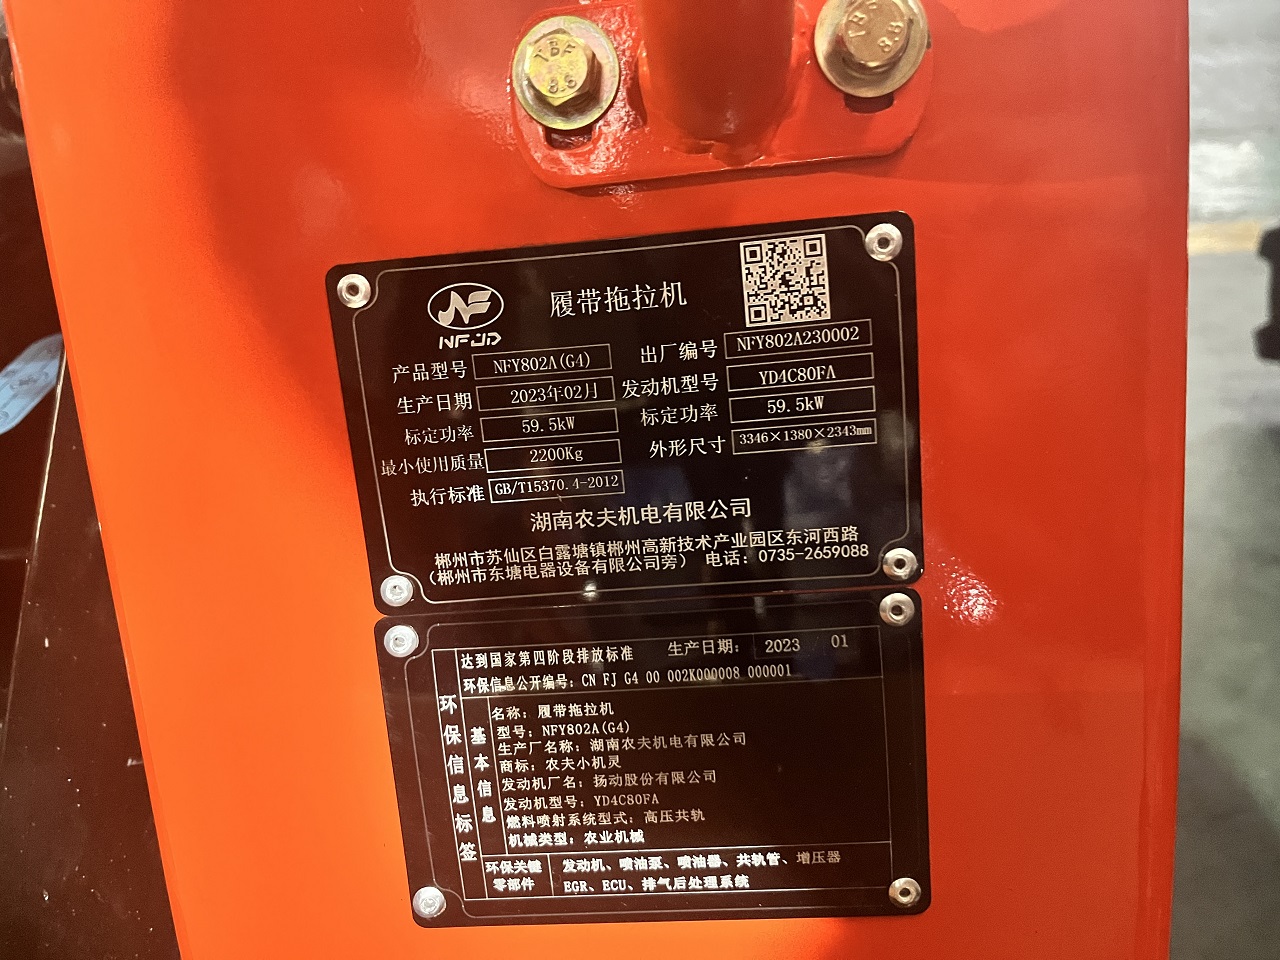 YBF 8.8
YBF 8.8
NFJD
履带拖拉机
产品型号 NFY802A(G4) 出厂编号 NFY802A230002
生产日期 2023年02月 发动机型号 YD4C80FA
标定功率 59.5kW 标定功率 59.5kW
最小使用质量 2200Kg 外形尺寸 3346×1380×2343mm
执行标准 GB/T15370.4-2012
湖南农夫机电有限公司
郴州市苏仙区白露塘镇郴州高新技术产业园区东河西路
(郴州市东塘电器设备有限公司旁) 电话：0735-2659088
达到国家第四阶段排放标准 生产日期： 2023 / 01
环保信息公开编号：CN FJ G4 00 002K000008 000001
环保信息标签
基本信息
名称：履带拖拉机
型号：NFY802A(G4)
生产厂名称：湖南农夫机电有限公司
商标：农夫小机灵
发动机厂名：扬动股份有限公司
发动机型号：YD4C80FA
燃料喷射系统型式：高压共轨
机械类型：农业机械
环保关键零部件
发动机、喷油泵、喷油器、共轨管、增压器
EGR、ECU、排气后处理系统